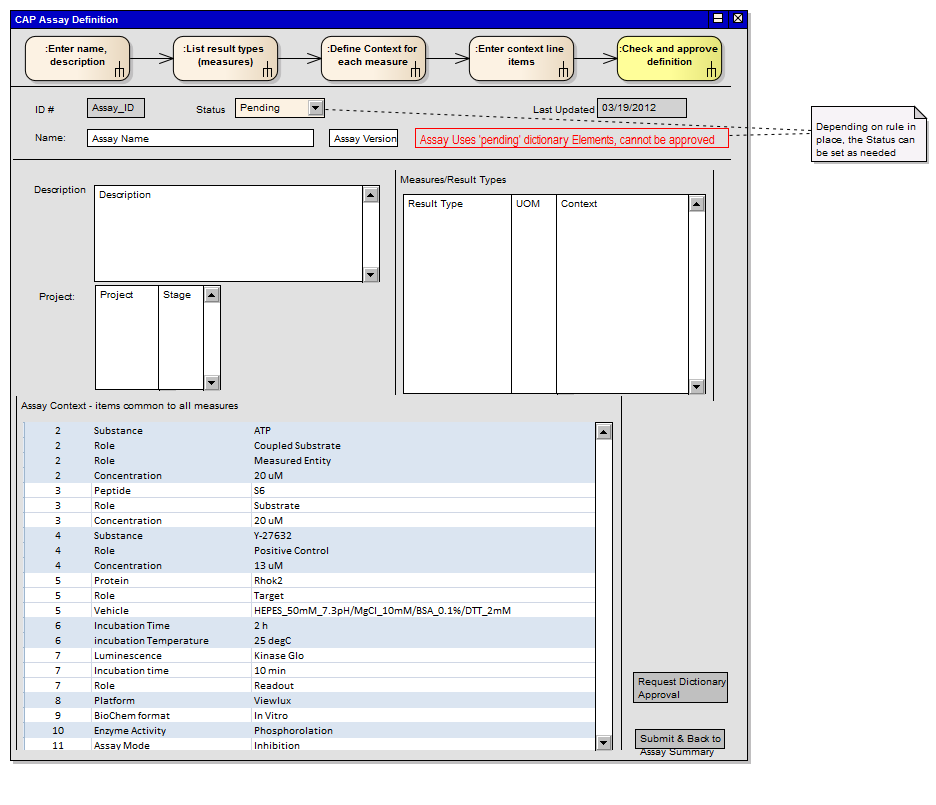 CAP Assay Definition
:Enter name,
description
:List result types
(measures)
:Define Context for
each measure
:Enter context line
items
:Check and approve
definition
ID #
Assay_ID
Status
Pending
Last Updated
03/19/2012
Name:
Assay Name
Assay Version
Assay Uses 'pending' dictionary Elements, cannot be approved
Depending on rule in
place, the Status can
be set as needed
Description
Description
Measures/Result Types
Result Type UOM Context
Project:
Project Stage
Assay Context - items common to all measures
2 Substance ATP
2 Role Coupled Substrate
2 Role Measured Entity
2 Concentration 20 uM
3 Peptide S6
3 Role Substrate
3 Concentration 20 uM
4 Substance Y-27632
4 Role Positive Control
4 Concentration 13 uM
5 Protein Rhok2
5 Role Target
5 Vehicle HEPES_50mM_7.3pH/MgCl_10mM/BSA_0.1%/DTT_2mM
6 Incubation Time 2 h
6 incubation Temperature 25 degC
7 Luminescence Kinase Glo
7 Incubation time 10 min
7 Role Readout
8 Platform Viewlux
9 BioChem format In Vitro
10 Enzyme Activity Phosphorolation
11 Assay Mode Inhibition
Request Dictionary
Approval
Submit & Back to
Assay Summary